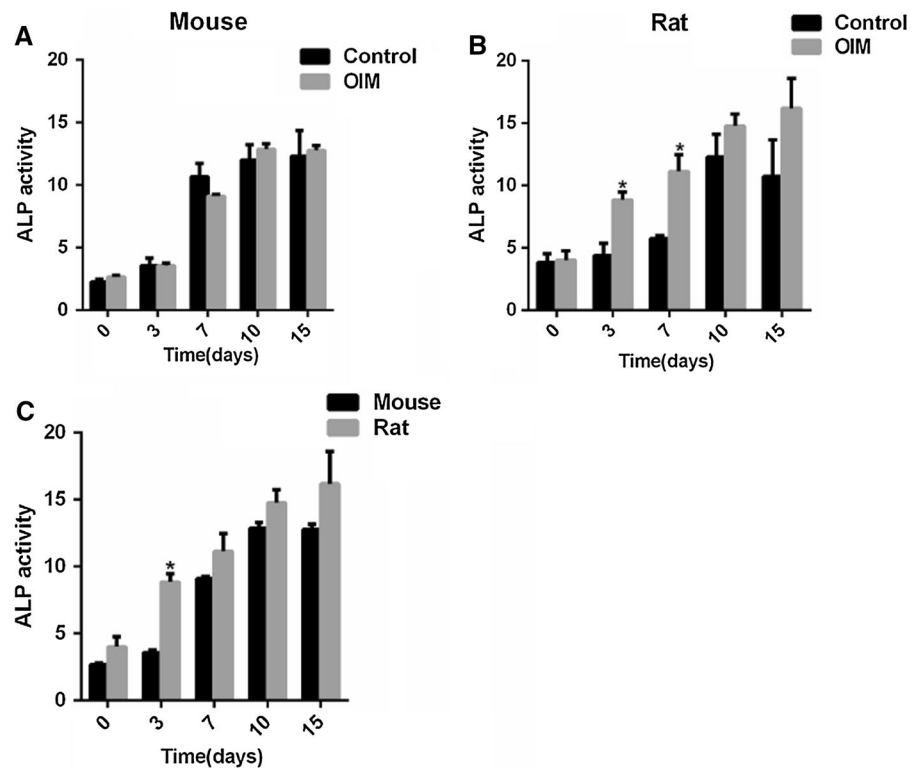 A
Mouse
Control
OIM
ALP activity
20
15
10
5
0
0 3 7 10 15
Time(days)
B
Rat
Control
OIM
ALP activity
20
15
10
5
0
*
*
0 3 7 10 15
Time(days)
C
Mouse
Rat
ALP activity
20
15
10
5
0
*
0 3 7 10 15
Time(days)